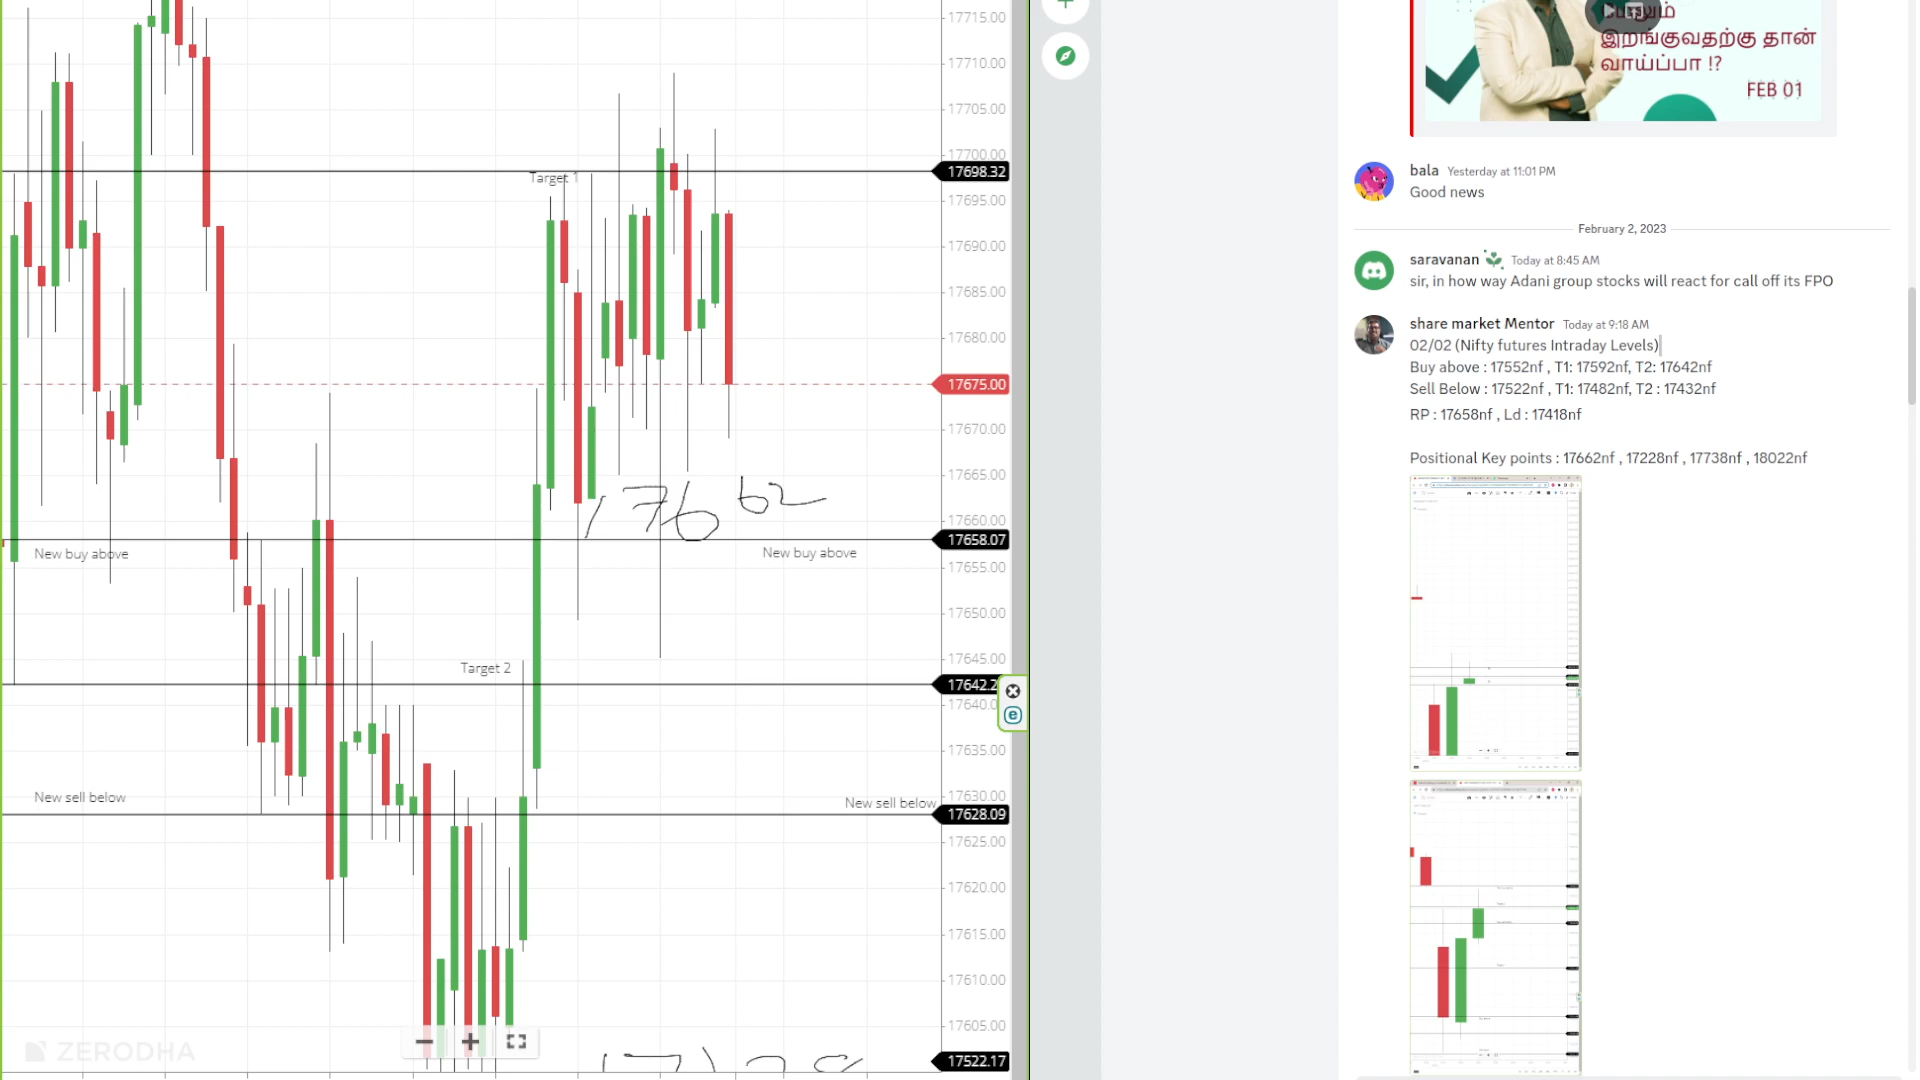 17715.00
17710.00
17705.00
17700.00
17698.32
Target 1
17695.00
17690.00
17685.00
17680.00
17675.00
17670.00
17665.00
17662
17660.00
17658.07
New buy above
New buy above
17655.00
17650.00
17645.00
Target 2
17642.2
17640.0
17635.00
17630.00
New sell below
New sell below
17628.09
17625.00
17620.00
17615.00
17610.00
17605.00
17522.17
ZERODHA
இறங்குவதற்கு தான்
வாய்ப்பா !?
FEB 01
bala Yesterday at 11:01 PM
Good news
February 2, 2023
saravanan Today at 8:45 AM
sir, in how way Adani group stocks will react for call off its FPO
share market Mentor Today at 9:18 AM
02/02 (Nifty futures Intraday Levels)
Buy above : 17552nf , T1: 17592nf, T2: 17642nf
Sell Below : 17522nf , T1: 17482nf, T2 : 17432nf
RP : 17658nf , Ld : 17418nf
Positional Key points : 17662nf , 17228nf , 17738nf , 18022nf